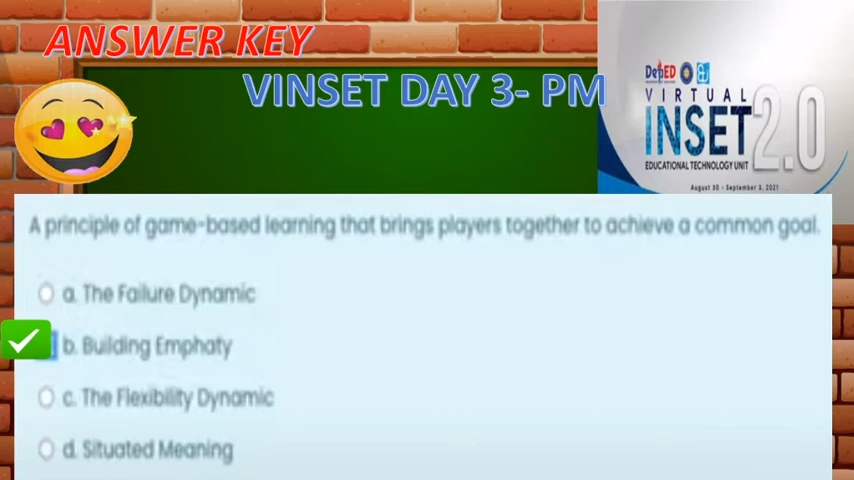 ANSWER KEY
VINSET DAY 3- PM
DepED
VIRTUAL
INSET 2.0
EDUCATIONAL TECHNOLOGY UNIT
August 30 - September 3, 2021
A principle of game-based learning that brings players together to achieve a common goal.
a. The Failure Dynamic
b. Building Emphaty
c. The Flexibility Dynamic
d. Situated Meaning